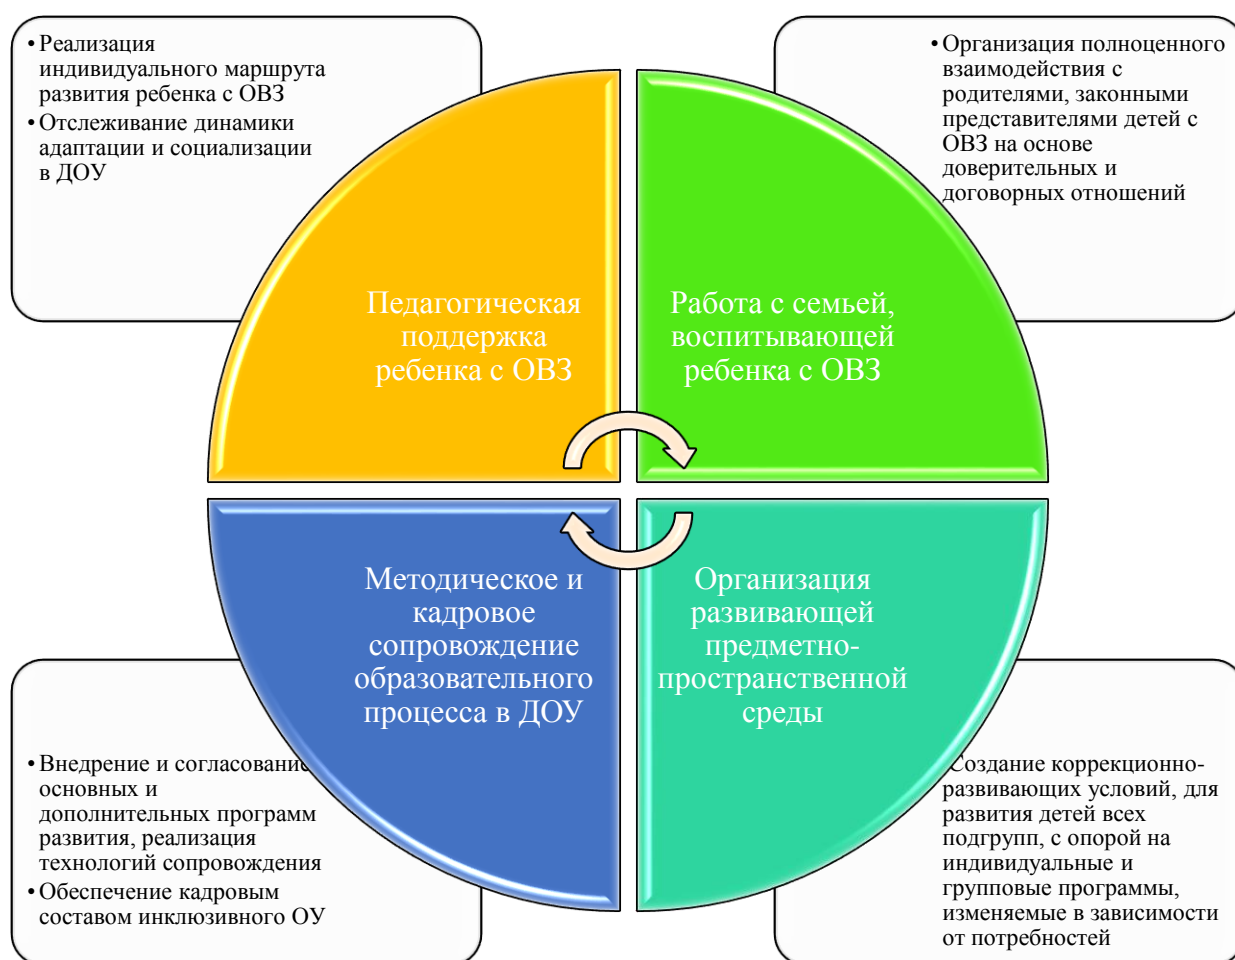 • Реализация
индивидуального маршрута
развития ребенка с ОВЗ
• Отслеживание динамики
адаптации и социализации
в ДОУ
• Организация полноценного
взаимодействия с
родителями, законными
представителями детей с
ОВЗ на основе
доверительных и
договорных отношений
Педагогическая
поддержка
ребенка с ОВЗ
Работа с семьей,
воспитывающей
ребенка с ОВЗ
Методическое и
кадровое
сопровождение
образовательного
процесса в ДОУ
Организация
развивающей
предметно-
пространственной
среды
• Внедрение и согласование
основных и
дополнительных программ
развития, реализация
технологий сопровождения
• Обеспечение кадровым
составом инклюзивного ОУ
Создание коррекционно-
развивающих условий, для
развития детей всех
подгрупп, с опорой на
индивидуальные и
групповые программы,
изменяемые в зависимости
от потребностей